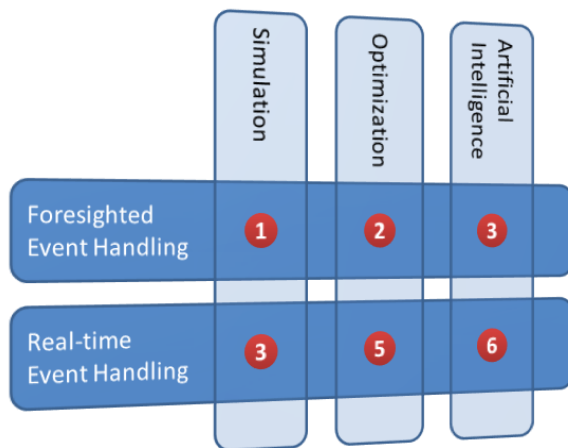 Simulation
Optimization
Artificial
Intelligence
Foresighted
Event Handling
1
2
3
Real-time
Event Handling
3
5
6